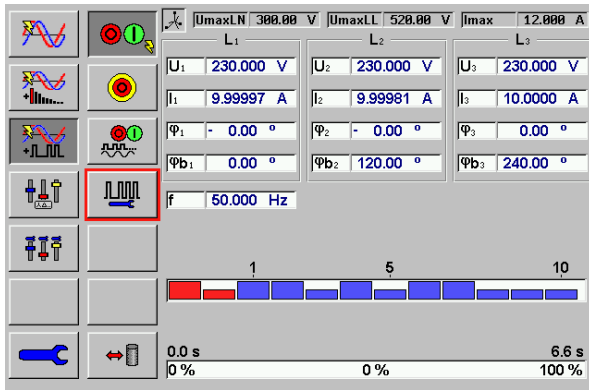 UmaxLN 300.00 V UmaxLL 520.00 V Imax 12.000 A
L1 L2 L3
U1 230.000 V U2 230.000 V U3 230.000 V
I1 9.99997 A I2 9.99981 A I3 10.0000 A
φ1 - 0.00 ° φ2 - 0.00 ° φ3 0.00 °
φb1 0.00 ° φb2 120.00 ° φb3 240.00 °
f 50.000 Hz
1 5 10
0.0 s 6.6 s
0 % 0 % 100 %